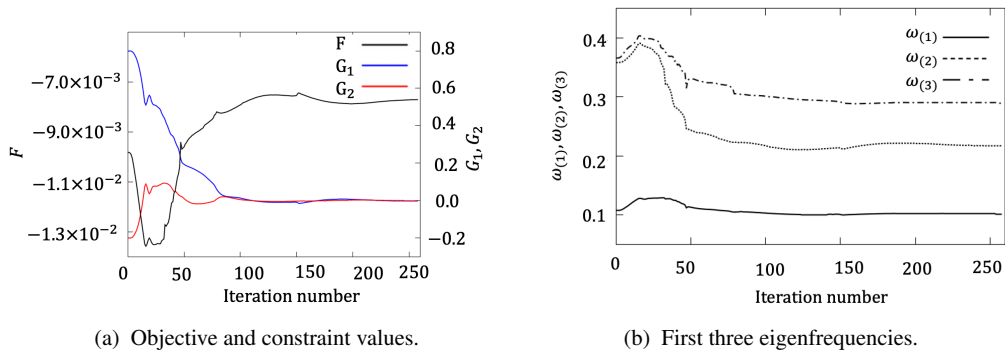 F
G₁
G₂
−7.0×10⁻³
−9.0×10⁻³
−1.1×10⁻²
−1.3×10⁻²
F
0.8
0.6
0.4
0.2
0.0
−0.2
G₁, G₂
0 50 100 150 200 250
Iteration number
(a) Objective and constraint values.
ω₍₁₎
ω₍₂₎
ω₍₃₎
0.4
0.3
0.2
0.1
ω₍₁₎, ω₍₂₎, ω₍₃₎
0 50 100 150 200 250
Iteration number
(b) First three eigenfrequencies.